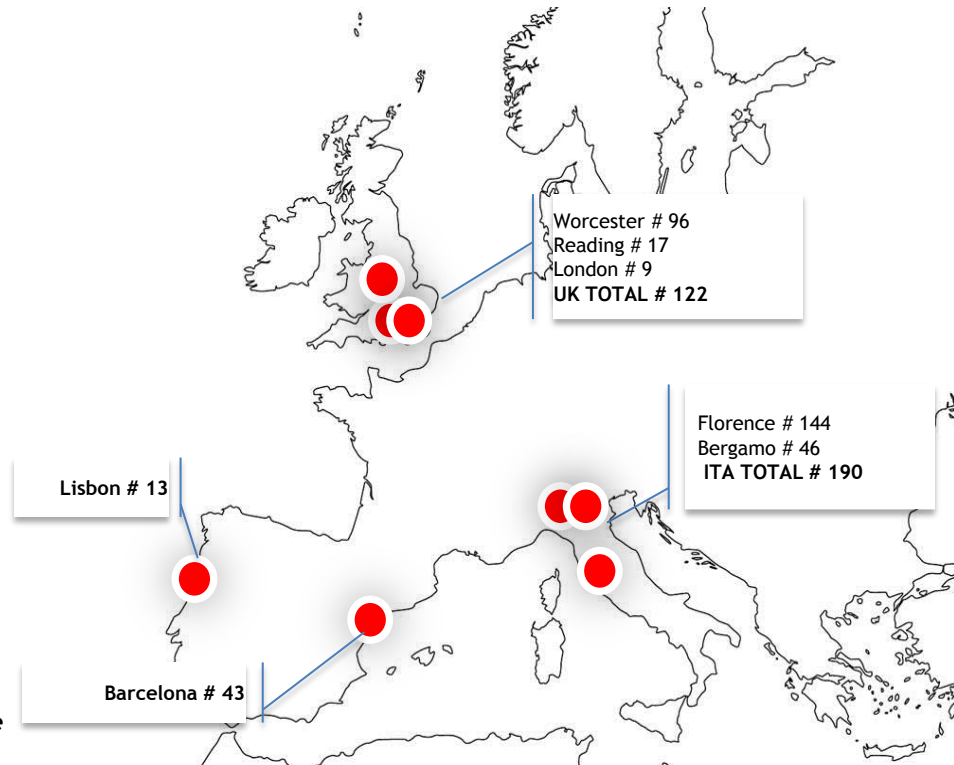 Worcester # 96
Reading # 17
London # 9
UK TOTAL # 122
Florence # 144
Bergamo # 46
ITA TOTAL # 190
Lisbon # 13
Barcelona # 43
e